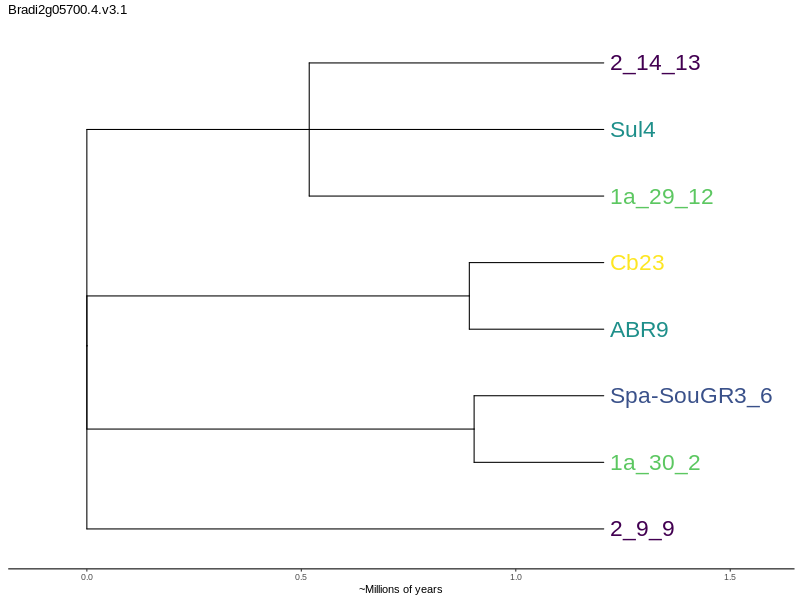 Bradi2g05700.4.v3.1
2_14_13
Sul4
1a_29_12
Cb23
ABR9
Spa-SouGR3_6
1a_30_2
2_9_9
0.0 0.5 1.0 1.5
~Millions of years